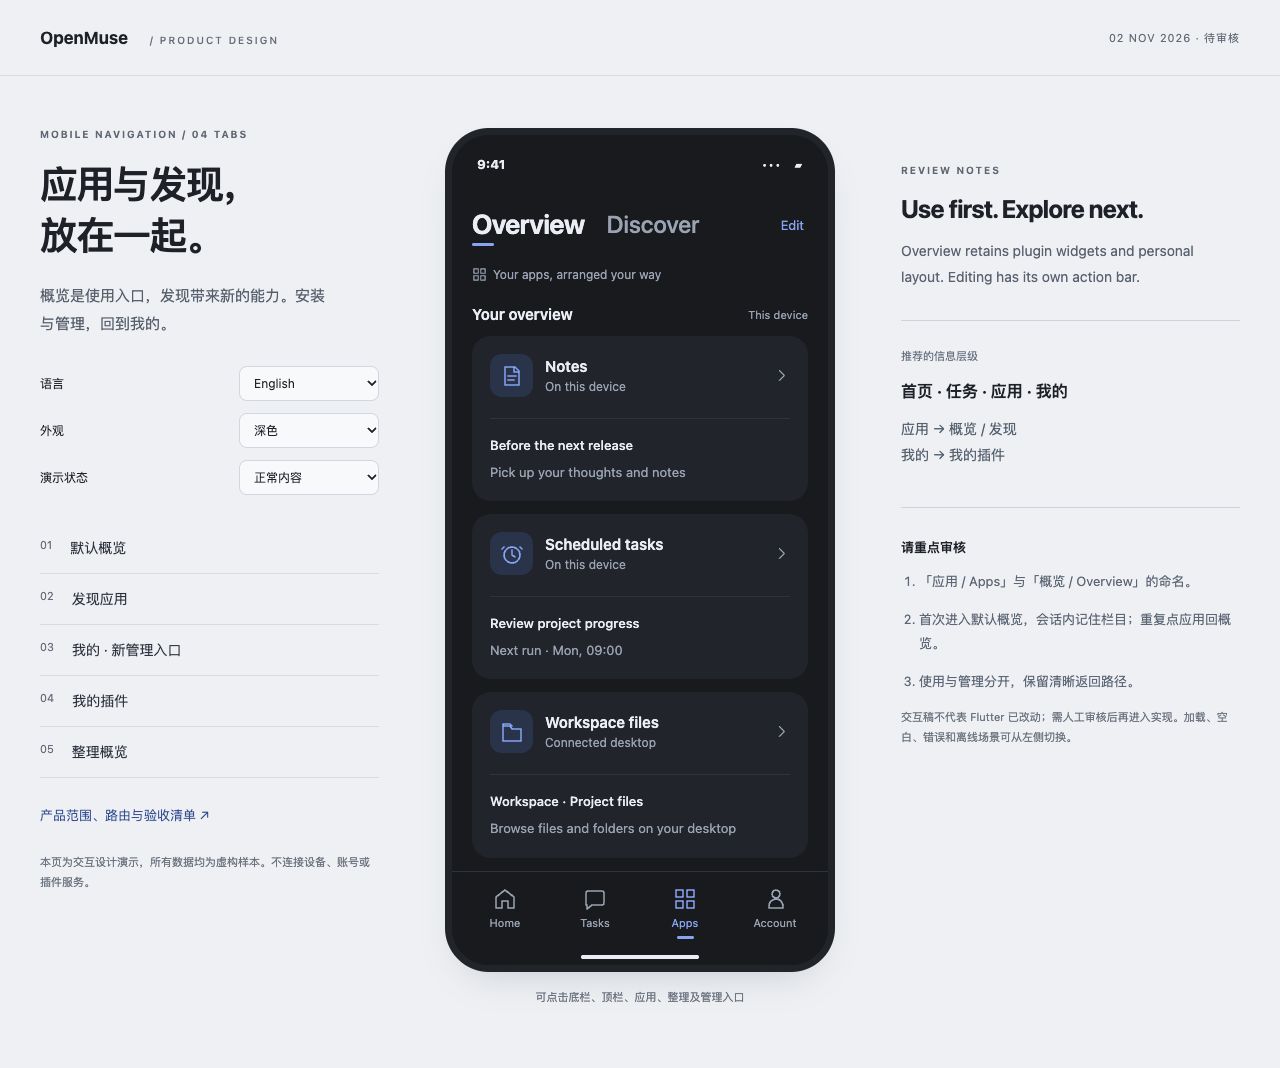 OpenMuse / PRODUCT DESIGN
02 NOV 2026 · 待审核
MOBILE NAVIGATION / 04 TABS
应用与发现，
放在一起。
概览是使用入口，发现带来新的能力。安装
与管理，回到我的。
语言 English
外观 深色
演示状态 正常内容
01 默认概览
02 发现应用
03 我的 · 新管理入口
04 我的插件
05 整理概览
产品范围、路由与验收清单 ↗
本页为交互设计演示，所有数据均为虚构样本。不连接设备、账号或
插件服务。
9:41
Overview Discover Edit
Your apps, arranged your way
Your overview This device
Notes
On this device
Before the next release
Pick up your thoughts and notes
Scheduled tasks
On this device
Review project progress
Next run · Mon, 09:00
Workspace files
Connected desktop
Workspace · Project files
Browse files and folders on your desktop
Home Tasks Apps Account
可点击底栏、顶栏、应用、整理及管理入口
REVIEW NOTES
Use first. Explore next.
Overview retains plugin widgets and personal
layout. Editing has its own action bar.
推荐的信息层级
首页 · 任务 · 应用 · 我的
应用 → 概览 / 发现
我的 → 我的插件
请重点审核
1. 「应用 / Apps」与「概览 / Overview」的命名。
2. 首次进入默认概览，会话内记住栏目；重复点应用回概
览。
3. 使用与管理分开，保留清晰返回路径。
交互稿不代表 Flutter 已改动；需人工审核后再进入实现。加载、空
白、错误和离线场景可从左侧切换。